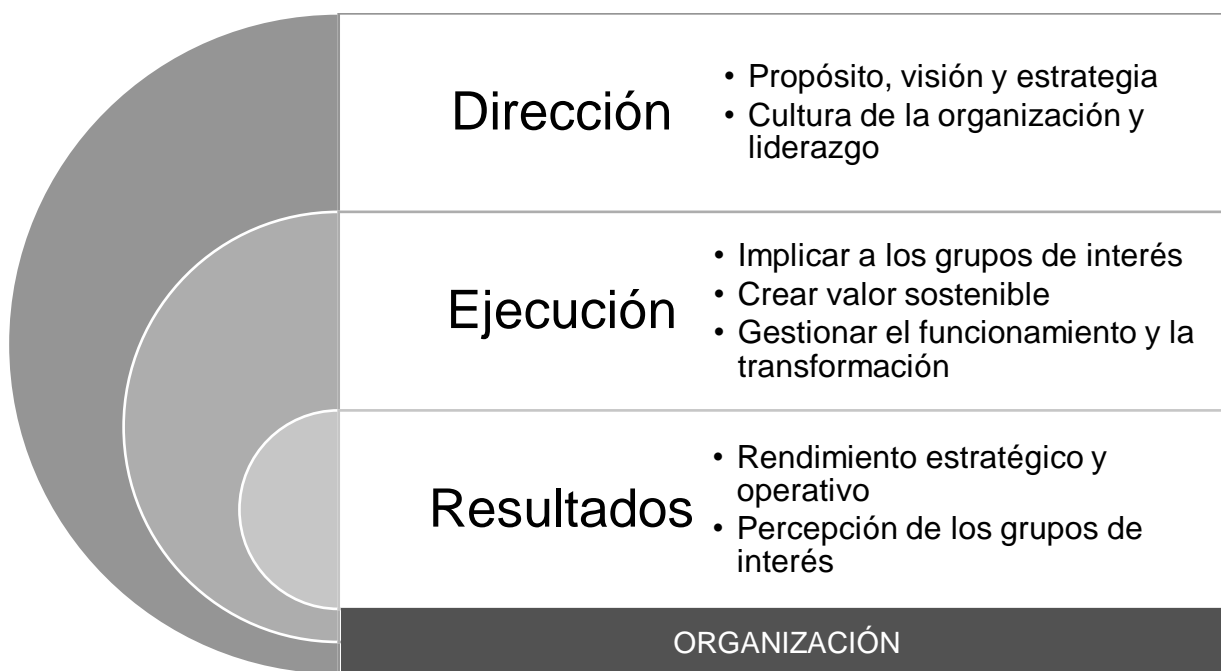 Dirección
• Propósito, visión y estrategia
• Cultura de la organización y
liderazgo
Ejecución
• Implicar a los grupos de interés
• Crear valor sostenible
• Gestionar el funcionamiento y la
transformación
Resultados
• Rendimiento estratégico y
operativo
• Percepción de los grupos de
interés
ORGANIZACIÓN